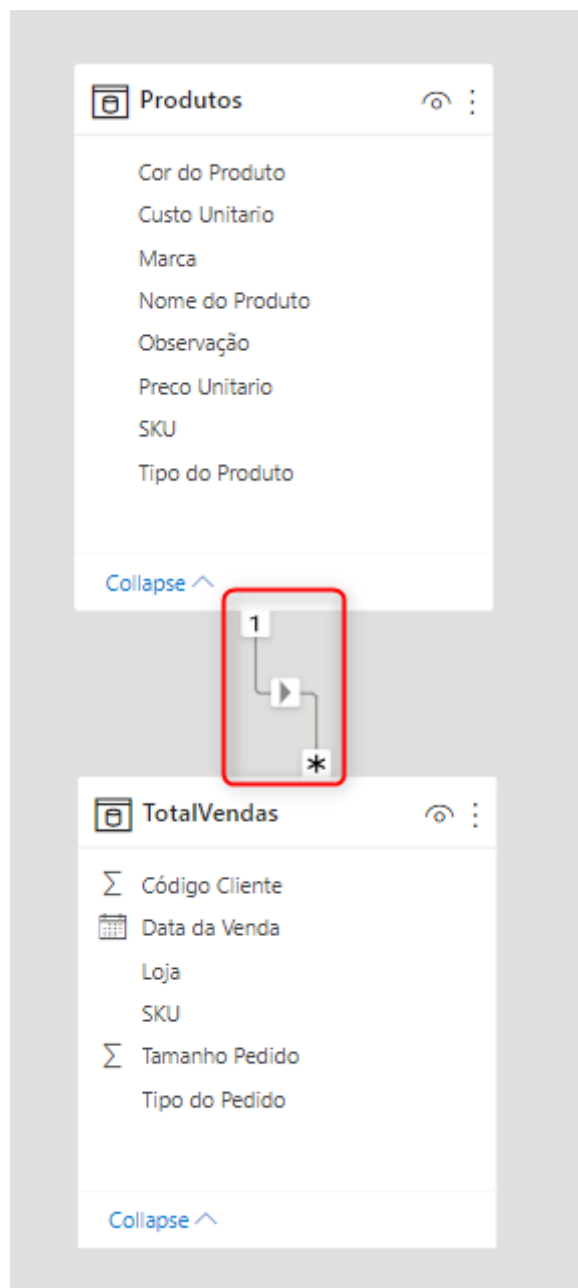 Produtos
Cor do Produto
Custo Unitario
Marca
Nome do Produto
Observação
Preco Unitario
SKU
Tipo do Produto
Collapse
1
*
TotalVendas
Σ Código Cliente
Data da Venda
Loja
SKU
Σ Tamanho Pedido
Tipo do Pedido
Collapse